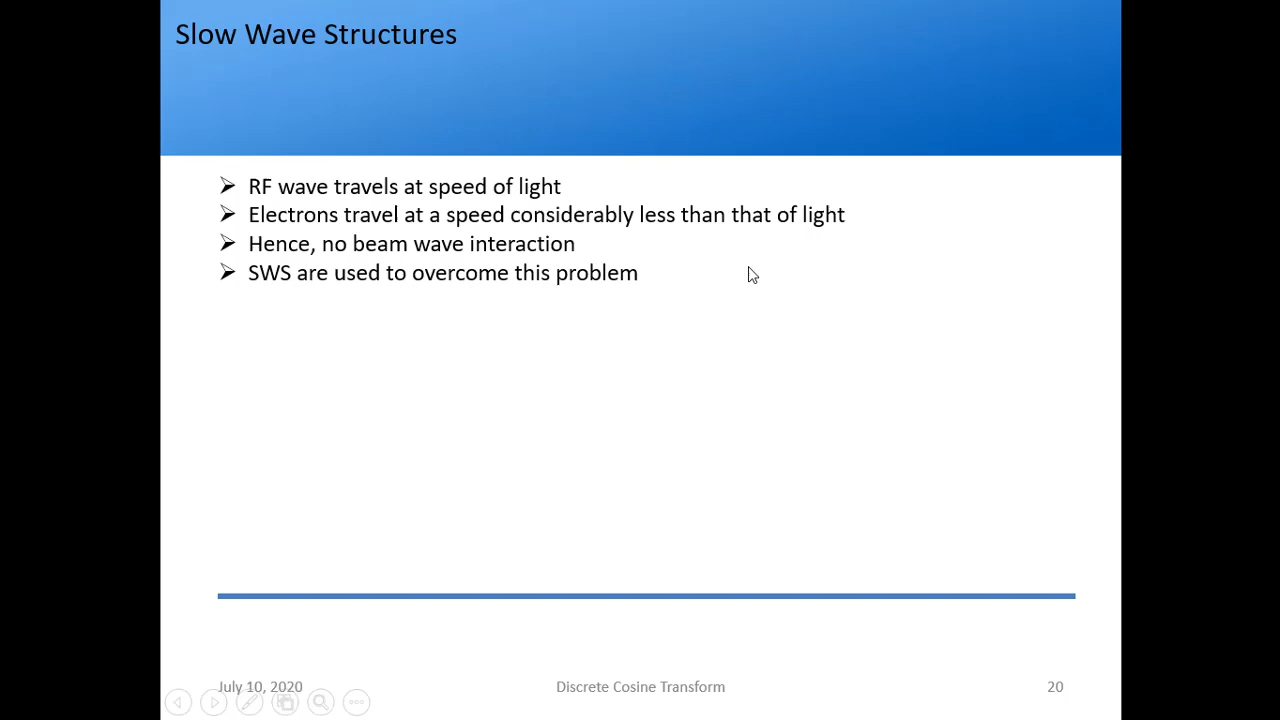 Slow Wave Structures
RF wave travels at speed of light
Electrons travel at a speed considerably less than that of light
Hence, no beam wave interaction
SWS are used to overcome this problem
July 10, 2020
Discrete Cosine Transform
20